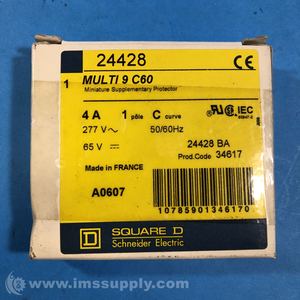 24428
CE
1
MULTI 9 C60
Miniature Supplementary Protector
4 A 1 pôle C curve
277 V~ 50/60Hz
65 V
IEC
24428 BA
Prod.Code 34617
Made in FRANCE
A0607
10785901346170
SQUARE D
Schneider Electric
© www.imssupply.com